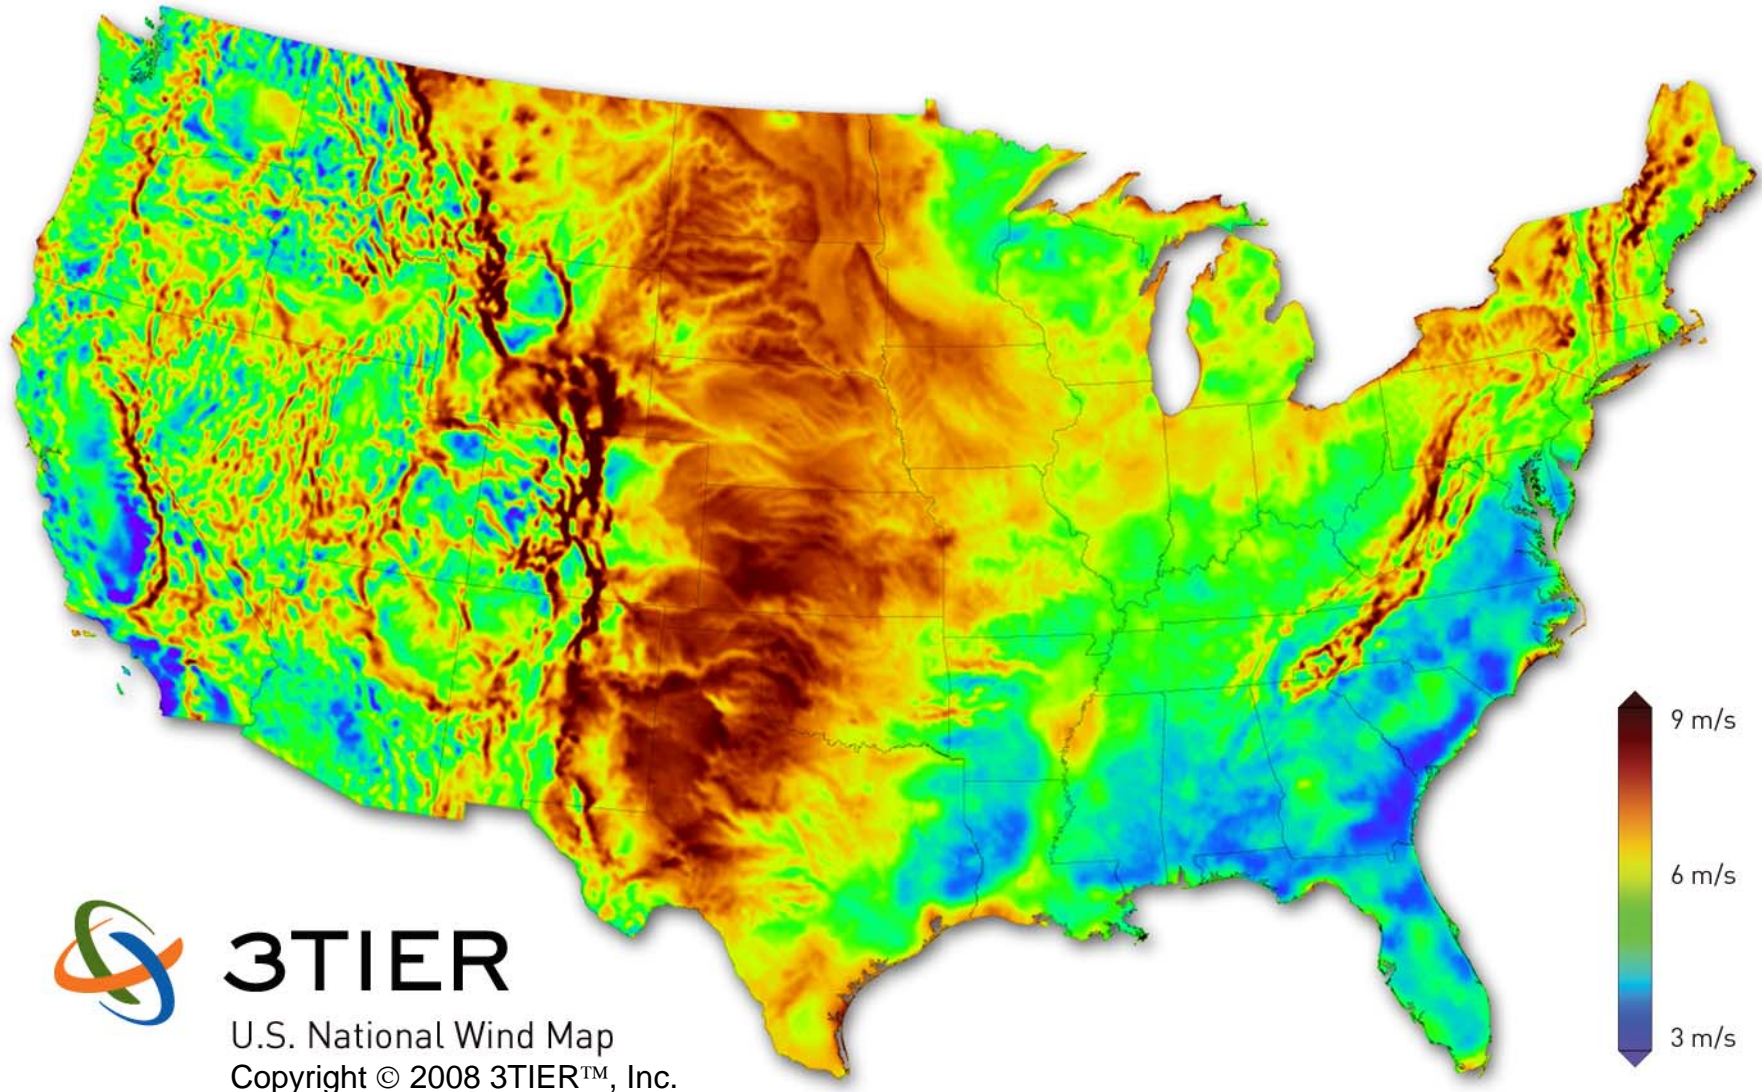 9 m/s
6 m/s
3 m/s
3TIER
U.S. National Wind Map
Copyright © 2008 3TIER™, Inc.